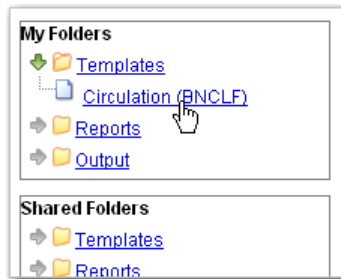 My Folders
Templates
Circulation (BNCLF)
Reports
Output
Shared Folders
Templates
Reports